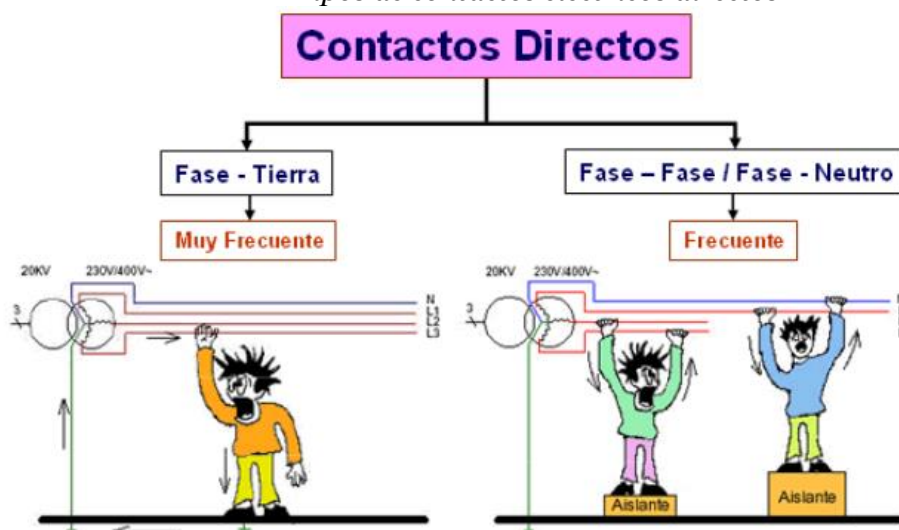 Contactos Directos
Fase - Tierra
Fase – Fase / Fase - Neutro
Muy Frecuente
Frecuente
20KV 230V/400V~
3
N
L1
L2
L3
20KV 230V/400V~
3
Aislante
Aislante